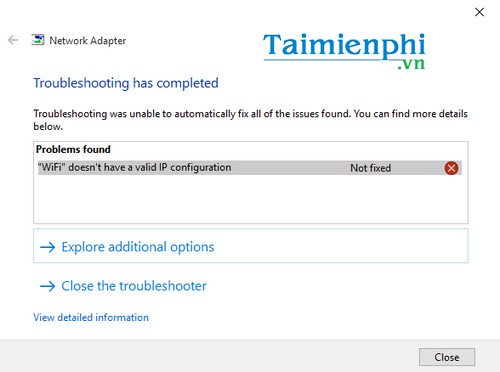 Network Adapter
Taimienphi
.vn
Troubleshooting has completed
Troubleshooting was unable to automatically fix all of the issues found. You can find more details
below.
Problems found
"WiFi" doesn't have a valid IP configuration Not fixed
Explore additional options
Close the troubleshooter
View detailed information
Close